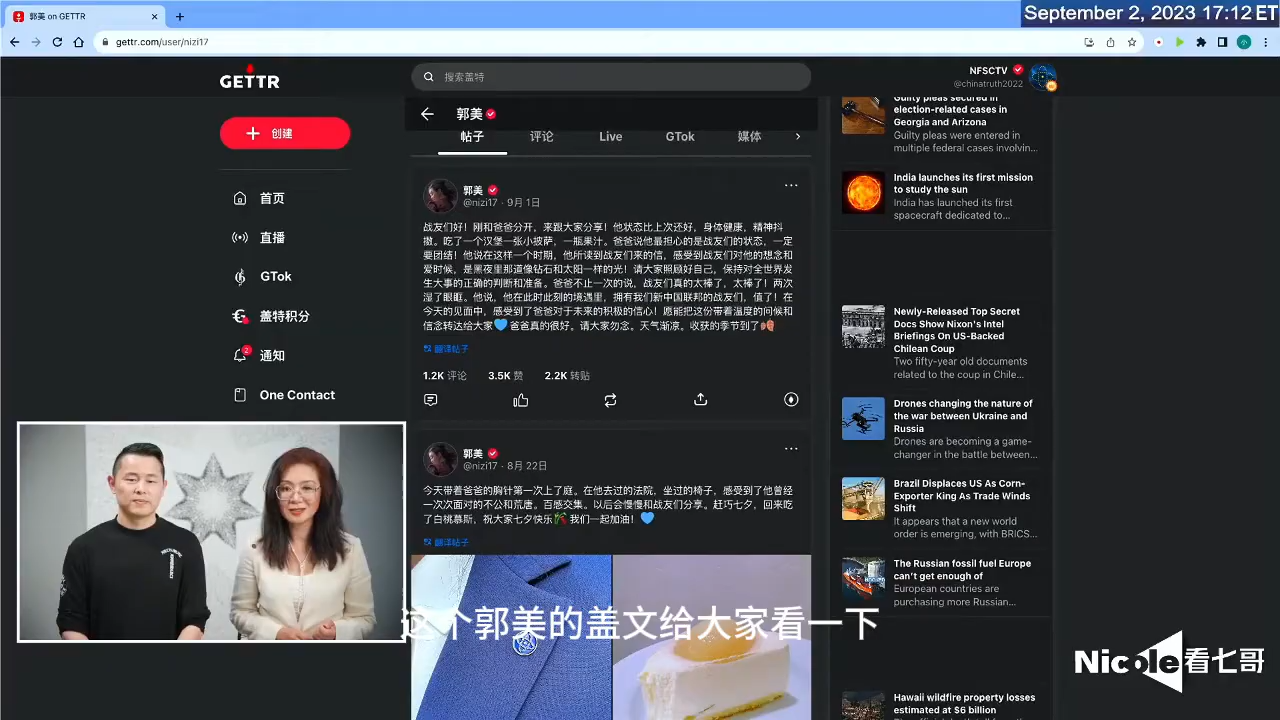 郭美 on GETTR
September 2, 2023 17:12 ET
gettr.com/user/nizi17
GETTR
搜索盖特
NFSCTV
@chinatruth2022
创建
首页
直播
GTok
盖特积分
通知
2
One Contact
郭美
帖子
评论
Live
GTok
媒体
郭美
@nizi17 · 9月 1日
战友们好！刚和爸爸分开，来跟大家分享！他状态比上次还好，身体健康，精神抖
擞。吃了一个汉堡一张小披萨，一瓶果汁。爸爸说他最担心的是战友们的状态，一定
要团结！他说在这样一个时期，他所读到战友们来的信，感受到战友们对他的想念和
爱时候，是黑夜里那道像钻石和太阳一样的光！请大家照顾好自己，保持对全世界发
生大事的正确的判断和准备。爸爸不止一次的说，战友们真的太棒了，太棒了！两次
湿了眼眶。他说，他在此时此刻的境遇里，拥有我们新中国联邦的战友们，值了！在
今天的见面中，感受到了爸爸对于未来的积极的信心！愿能把这份带着温度的问候和
信念转达给大家💙爸爸真的很好。请大家勿念。天气渐凉。收获的季节到了
翻译帖子
1.2K 评论
3.5K 赞
2.2K 转贴
郭美
@nizi17 · 8月 22日
今天带着爸爸的胸针第一次上了庭。在他去过的法院，坐过的椅子，感受到了他曾经
一次次面对的不公和荒唐。百感交集。以后会慢慢和战友们分享。赶巧七夕，回来吃
了白桃慕斯，祝大家七夕快乐🎋 我们一起加油！💙
翻译帖子
Guilty pleas secured in
election-related cases in
Georgia and Arizona
Guilty pleas were entered in
multiple federal cases involvin...
India launches its first mission
to study the sun
India has launched its first
spacecraft dedicated to...
Newly-Released Top Secret
Docs Show Nixon's Intel
Briefings On US-Backed
Chilean Coup
Two fifty-year old documents
related to the coup in Chile...
Drones changing the nature of
the war between Ukraine and
Russia
Drones are becoming a game-
changer in the battle between...
Brazil Displaces US As Corn-
Exporter King As Trade Winds
Shift
It appears that a new world
order is emerging, with BRICS...
The Russian fossil fuel Europe
can't get enough of
European countries are
purchasing more Russian...
Hawaii wildfire property losses
estimated at $6 billion
这个郭美的盖文给大家看一下
Nicole看七哥